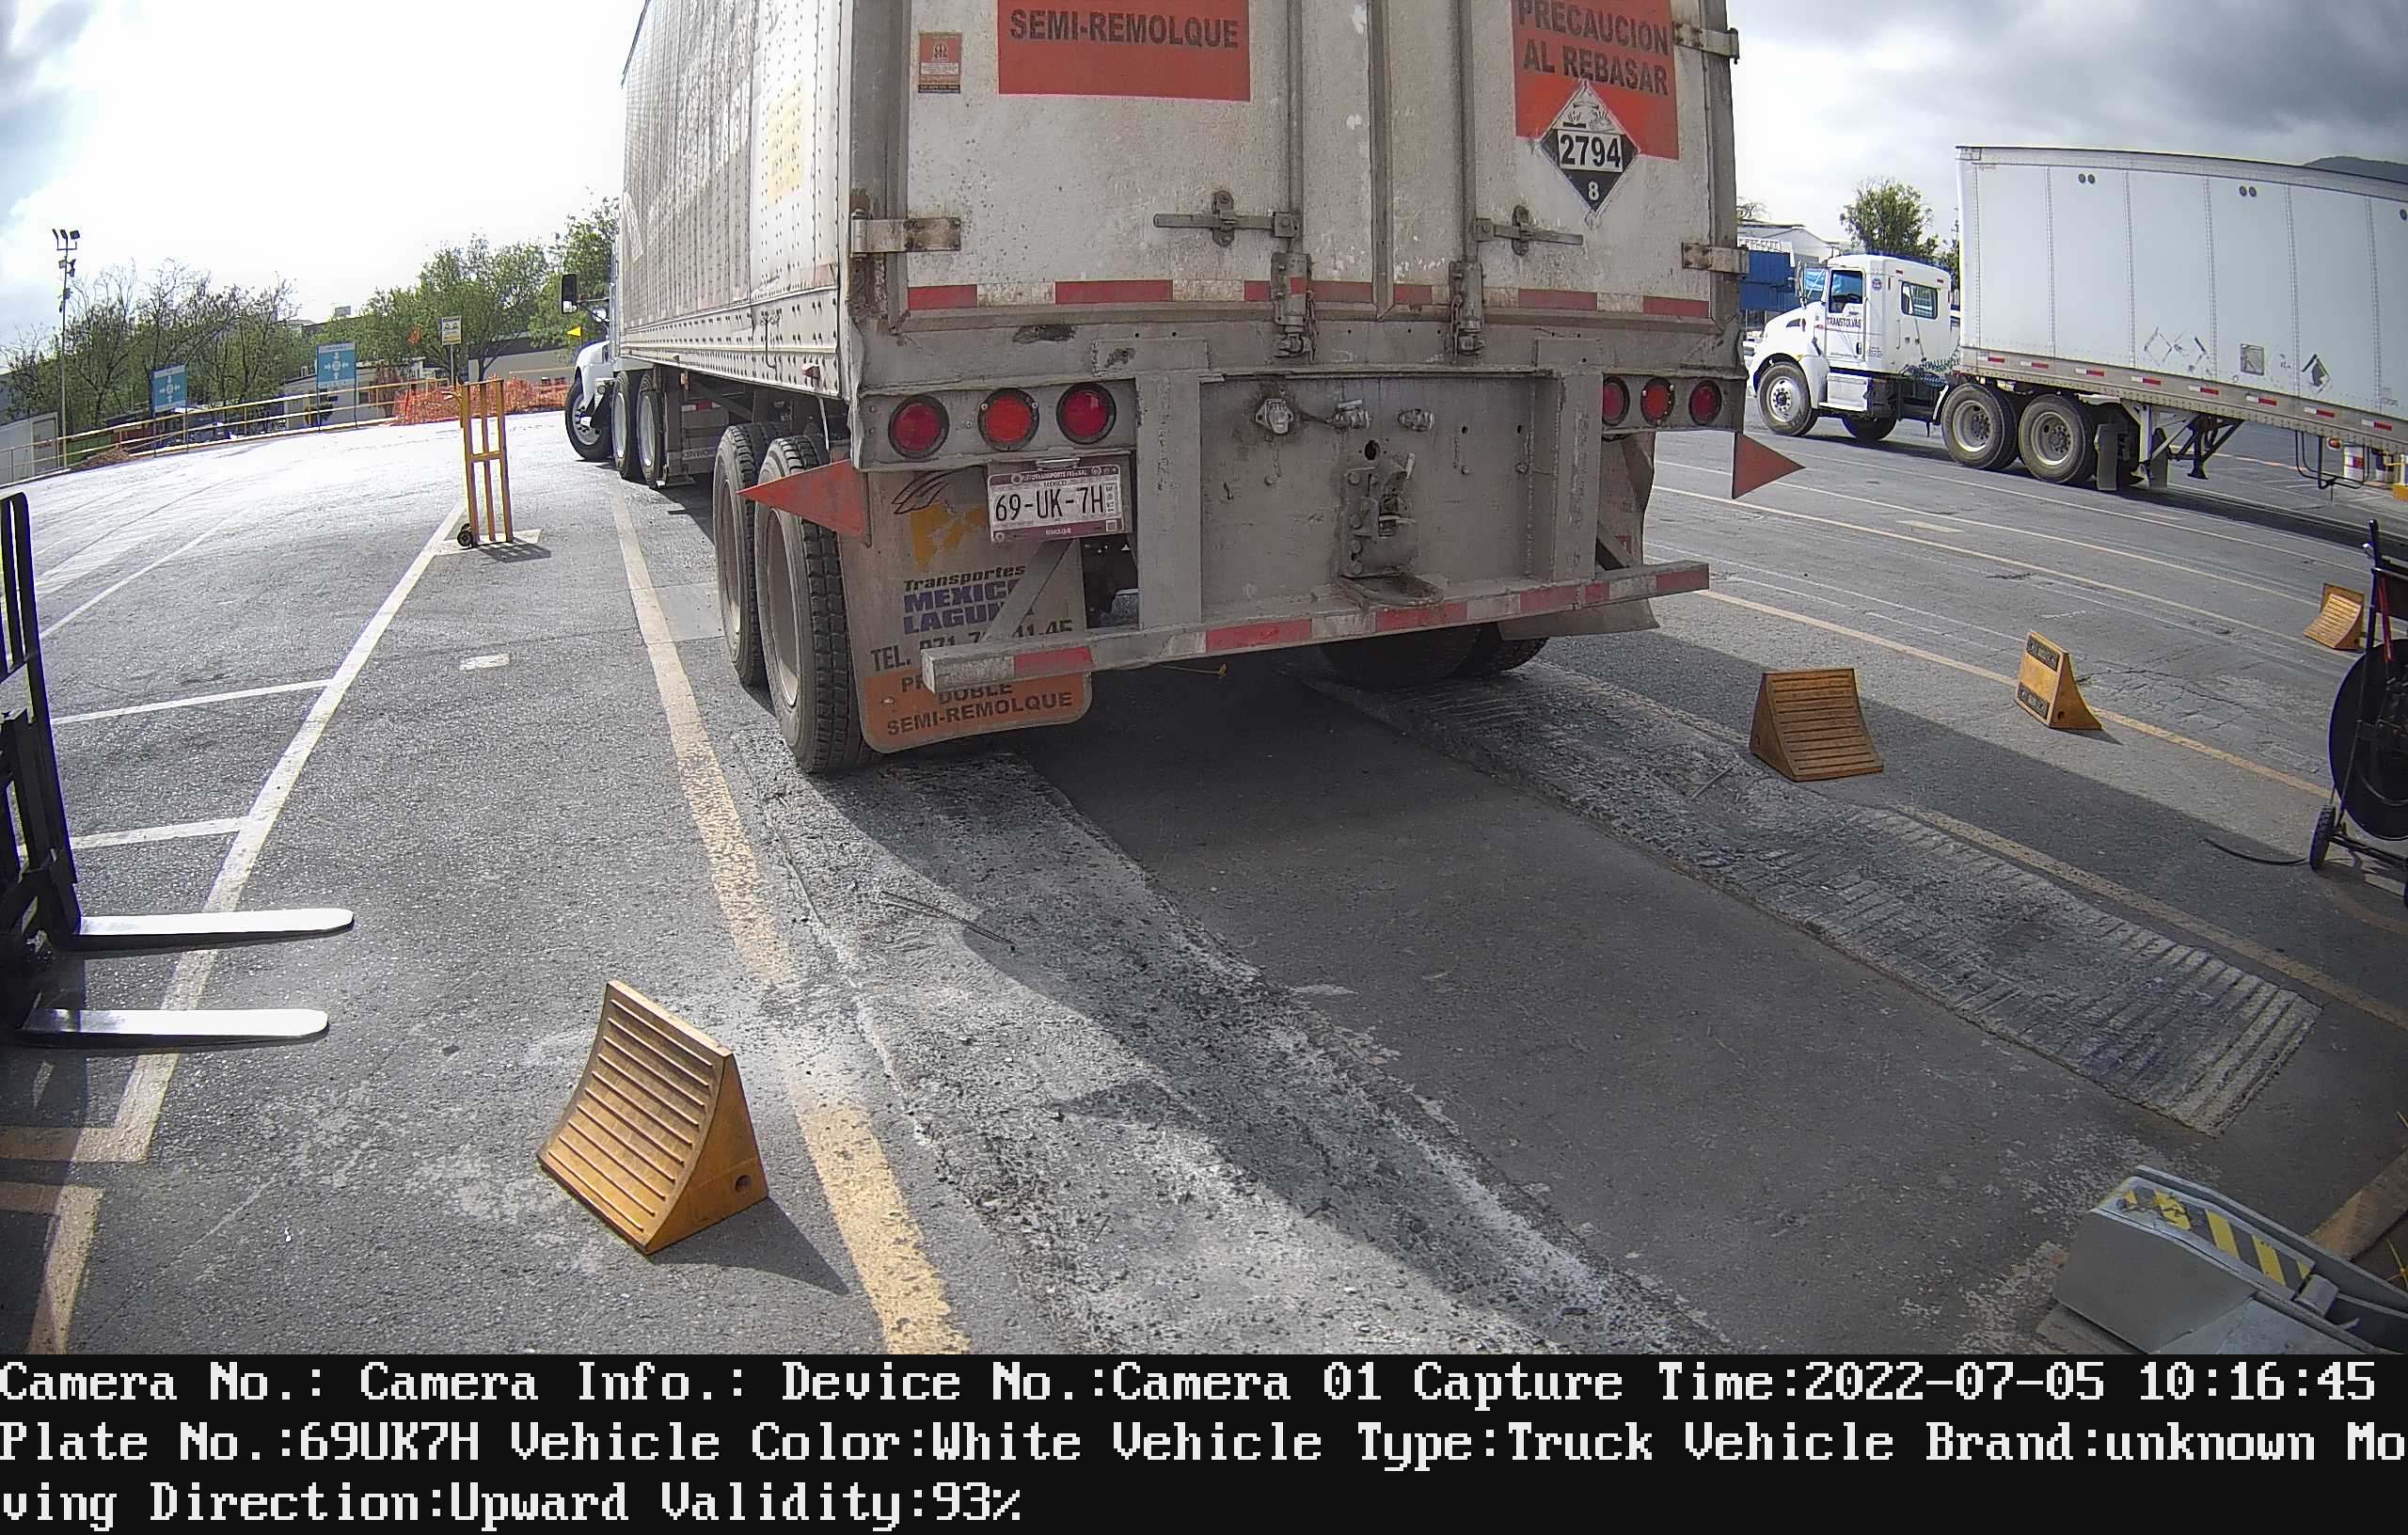 SEMI-REMOLQUE
PRECAUCION
AL REBASAR
2794
8
TRANSTOLVAS
MEXICO
69-UK-7H
Transportes
MEXICO
LAGUN
TEL.
DOBLE
SEMI-REMOLQUE
Camera No.: Camera Info.: Device No.:Camera 01 Capture Time:2022-07-05 10:16:45
Plate No.:69UK7H Vehicle Color:White Vehicle Type:Truck Vehicle Brand:unknown Mo
ving Direction:Upward Validity:93%